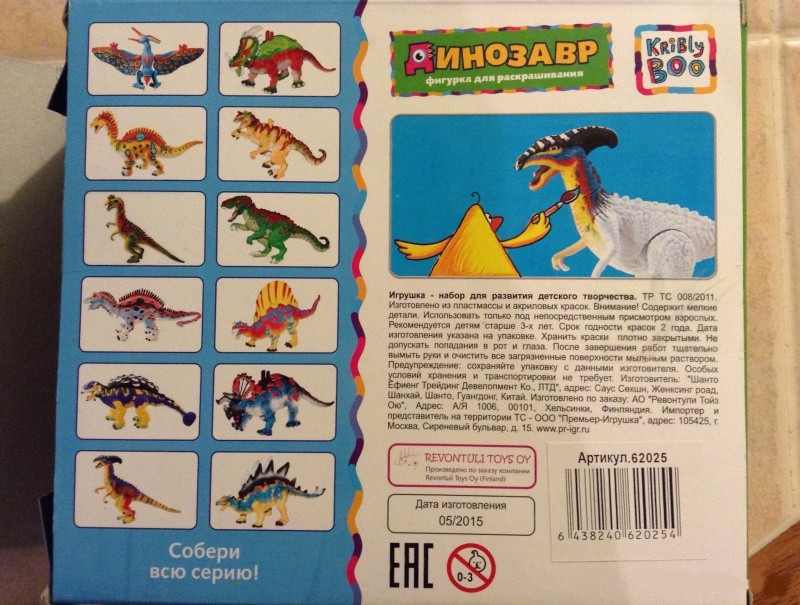 ДИНОЗАВР
фигурка для раскрашивания
KRiBLy
BOO
Игрушка - набор для развития детского творчества. ТР ТС 008/2011.
Изготовлено из пластмассы и акриловых красок. Внимание! Содержит мелкие
детали. Использовать только под непосредственным присмотром взрослых.
Рекомендуется детям старше 3-х лет. Срок годности красок 2 года. Дата
изготовления указана на упаковке. Хранить краски плотно закрытыми. Не
допускать попадания в рот и глаза. После завершения работ тщательно
вымыть руки и очистить все загрязненные поверхности мыльным раствором.
Предупреждение: сохраняйте упаковку с данными изготовителя. Особых
условий хранения и транспортировки не требует. Изготовитель: "Шанто
Ёфиенг Трейдинг Девелопмент Ко., ЛТД", адрес: Саус Секшн, Женксинг роад,
Шанхай, Шанто, Гуангдонг, Китай. Изготовлено по заказу: АО "Ревонтули Тойз
Ою", Адрес: А/Я 1006, 00101, Хельсинки, Финляндия. Импортер и
представитель на территории ТС - ООО "Премьер-Игрушка", адрес: 105425, г.
Москва, Сиреневый бульвар, д. 15. www.pr-igr.ru
REVONTULI TOYS OY
Произведено по заказу компании
Revontuli Toys Oy (Finland)
Дата изготовления
05/2015
EAC
0-3
Артикул.62025
6 438240 620254
Собери
всю серию!